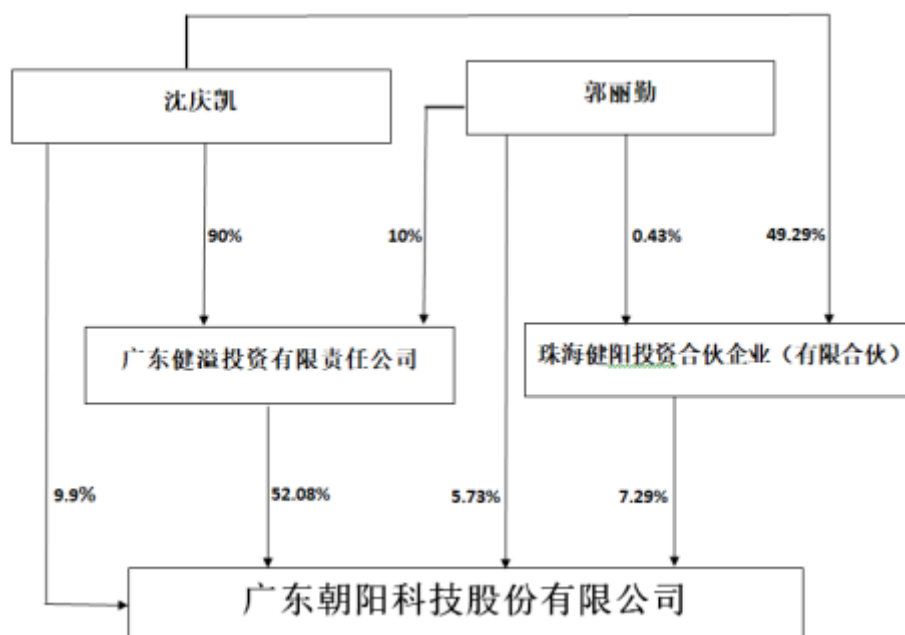 沈庆凯
郭丽勤
90%
10%
0.43%
49.29%
广东健溢投资有限责任公司
珠海健阳投资合伙企业（有限合伙）
9.9%
52.08%
5.73%
7.29%
广东朝阳科技股份有限公司